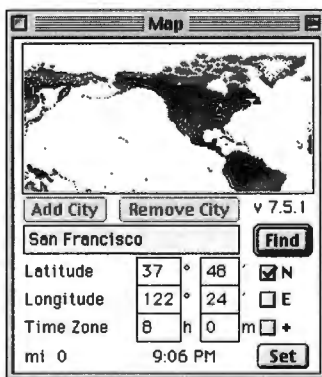 Map
Add City Remove City v 7.5.1
San Francisco Find
Latitude 37 ° 48 ′ N
Longitude 122 ° 24 ′ E
Time Zone 8 h 0 m +
mi 0 9:06 PM Set